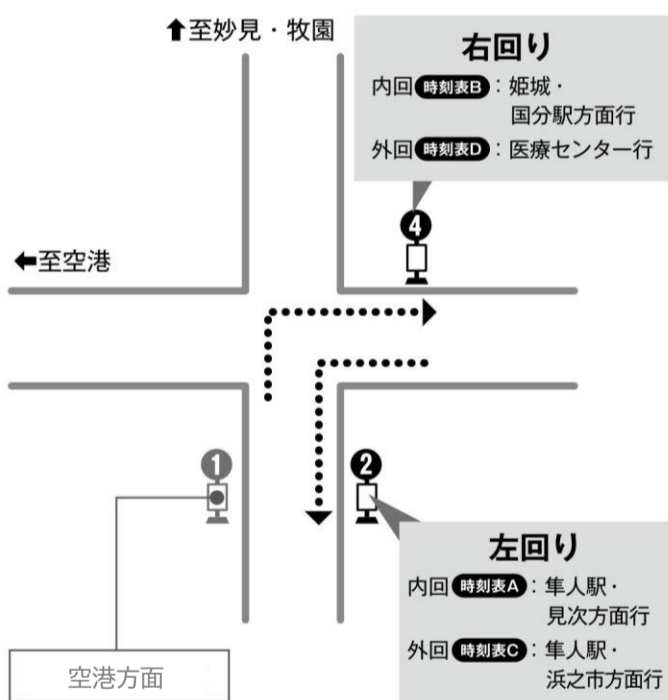 ⬆至妙見・牧園
右回り
内回 時刻表B：姫城・
国分駅方面行
外回 時刻表D：医療センター行
4
⬅至空港
1
2
左回り
内回 時刻表A：隼人駅・
見次方面行
外回 時刻表C：隼人駅・
浜之市方面行
空港方面